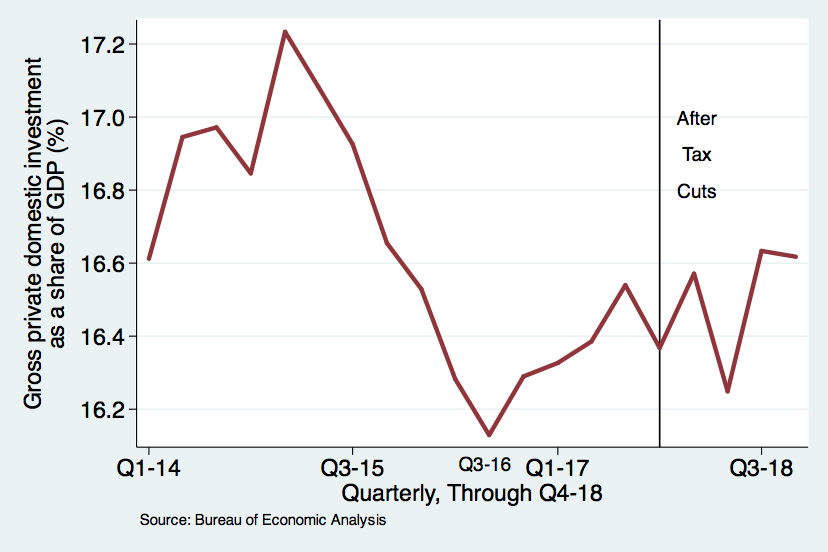 Gross private domestic investment
as a share of GDP (%)
17.2
17.0
16.8
16.6
16.4
16.2
After
Tax
Cuts
Q1-14
Q3-15
Q3-16
Q1-17
Q3-18
Quarterly, Through Q4-18
Source: Bureau of Economic Analysis